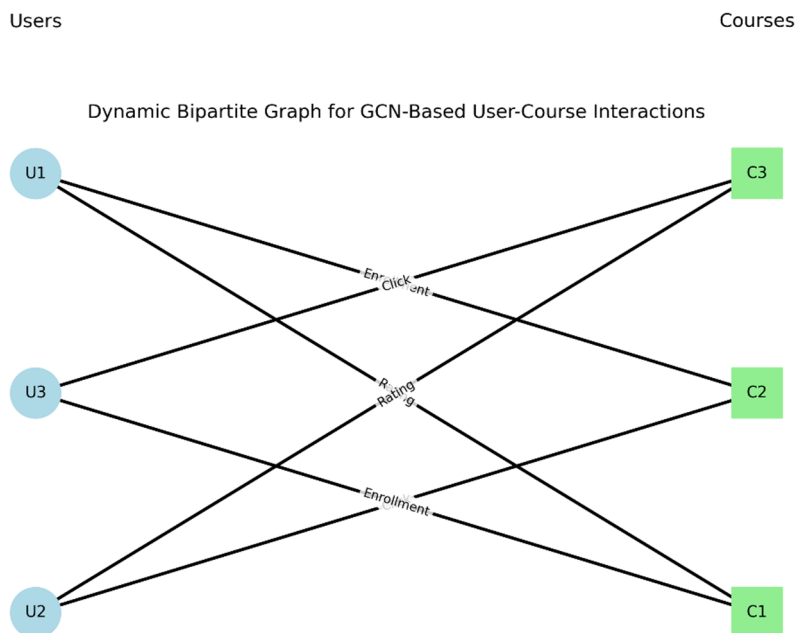 Users
Courses
Dynamic Bipartite Graph for GCN-Based User-Course Interactions
U1
C3
Click
U3
Rating
C2
Enrollment
U2
C1